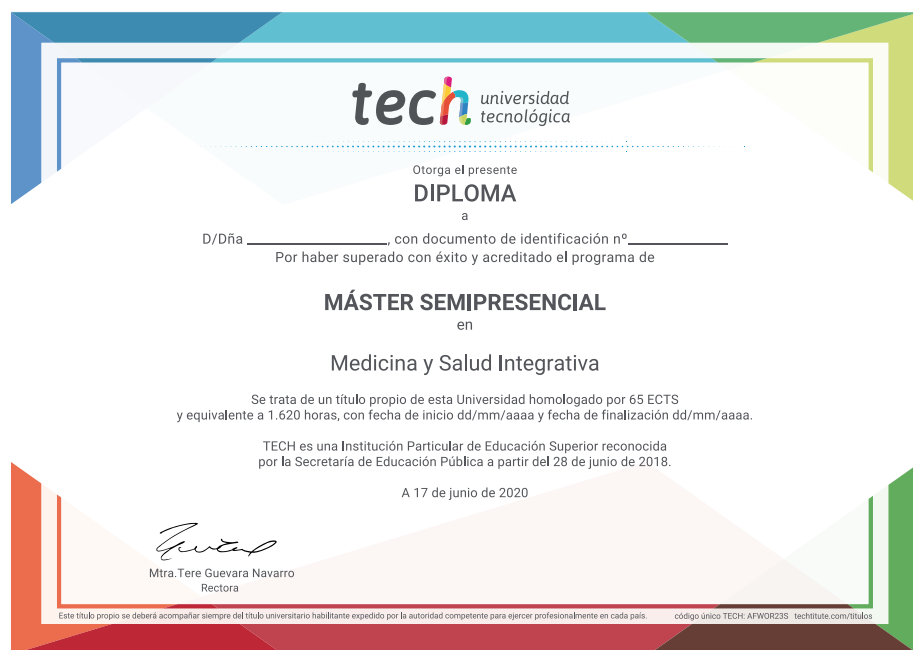 tech universidad
tecnológica
Otorga el presente
DIPLOMA
a
D/Dña ____________________, con documento de identificación nº______________
Por haber superado con éxito y acreditado el programa de
MÁSTER SEMIPRESENCIAL
en
Medicina y Salud Integrativa
Se trata de un título propio de esta Universidad homologado por 65 ECTS
y equivalente a 1.620 horas, con fecha de inicio dd/mm/aaaa y fecha de finalización dd/mm/aaaa.
TECH es una Institución Particular de Educación Superior reconocida
por la Secretaría de Educación Pública a partir del 28 de junio de 2018.
A 17 de junio de 2020
Mtra.Tere Guevara Navarro
Rectora
Este título propio se deberá acompañar siempre del título universitario habilitante expedido por la autoridad competente para ejercer profesionalmente en cada país. código único TECH: AFWOR23S techtitute.com/titulos